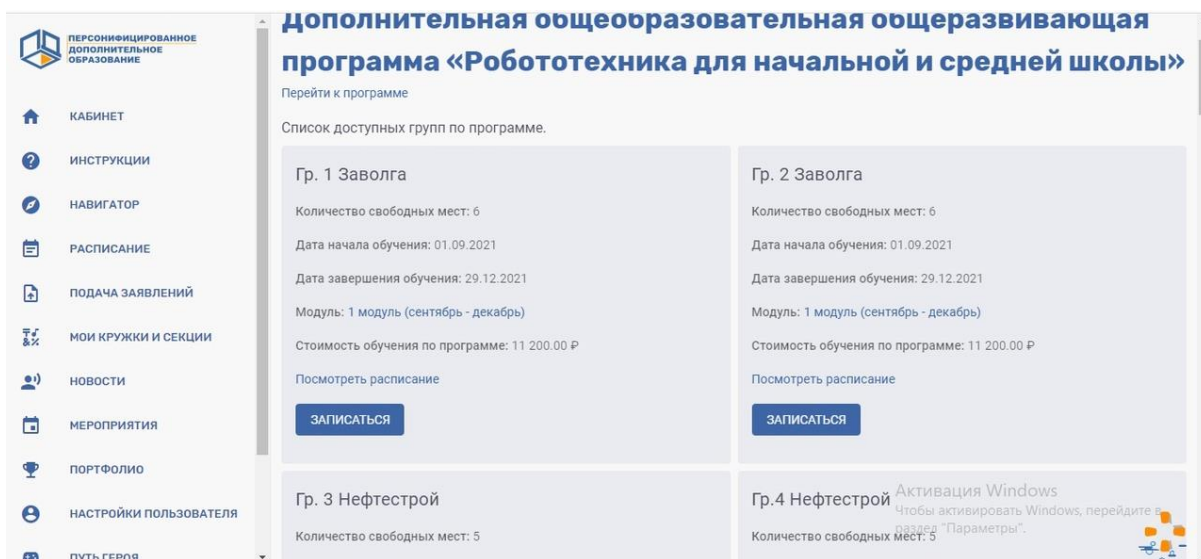 ПЕРСОНИФИЦИРОВАННОЕ
ДОПОЛНИТЕЛЬНОЕ
ОБРАЗОВАНИЕ
КАБИНЕТ
ИНСТРУКЦИИ
НАВИГАТОР
РАСПИСАНИЕ
ПОДАЧА ЗАЯВЛЕНИЙ
МОИ КРУЖКИ И СЕКЦИИ
НОВОСТИ
МЕРОПРИЯТИЯ
ПОРТФОЛИО
НАСТРОЙКИ ПОЛЬЗОВАТЕЛЯ
ПУТЬ ГЕРОЯ
Дополнительная общеобразовательная общеразвивающая
программа «Робототехника для начальной и средней школы»
Перейти к программе
Список доступных групп по программе.
Гр. 1 Заволга
Количество свободных мест: 6
Дата начала обучения: 01.09.2021
Дата завершения обучения: 29.12.2021
Модуль: 1 модуль (сентябрь - декабрь)
Стоимость обучения по программе: 11 200.00 ₽
Посмотреть расписание
ЗАПИСАТЬСЯ
Гр. 2 Заволга
Количество свободных мест: 6
Дата начала обучения: 01.09.2021
Дата завершения обучения: 29.12.2021
Модуль: 1 модуль (сентябрь - декабрь)
Стоимость обучения по программе: 11 200.00 ₽
Посмотреть расписание
ЗАПИСАТЬСЯ
Гр. 3 Нефтестрой
Количество свободных мест: 5
Гр.4 Нефтестрой
Количество свободных мест: 5
Активация Windows
Чтобы активировать Windows, перейдите в
раздел "Параметры".